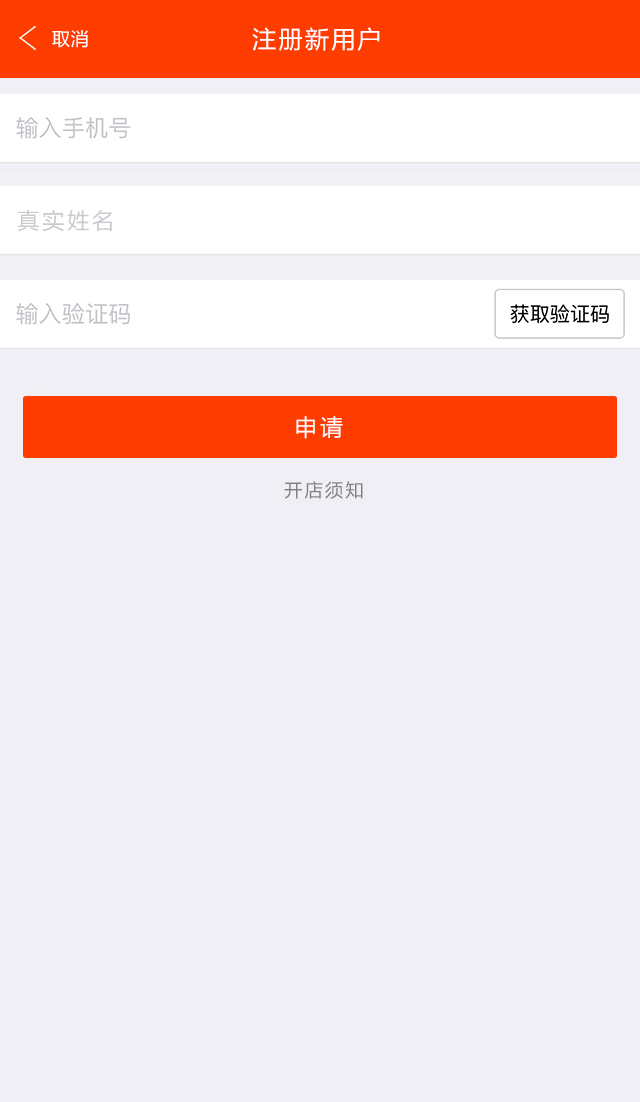 取消 注册新用户
输入手机号
真实姓名
输入验证码 获取验证码
申请
开店须知